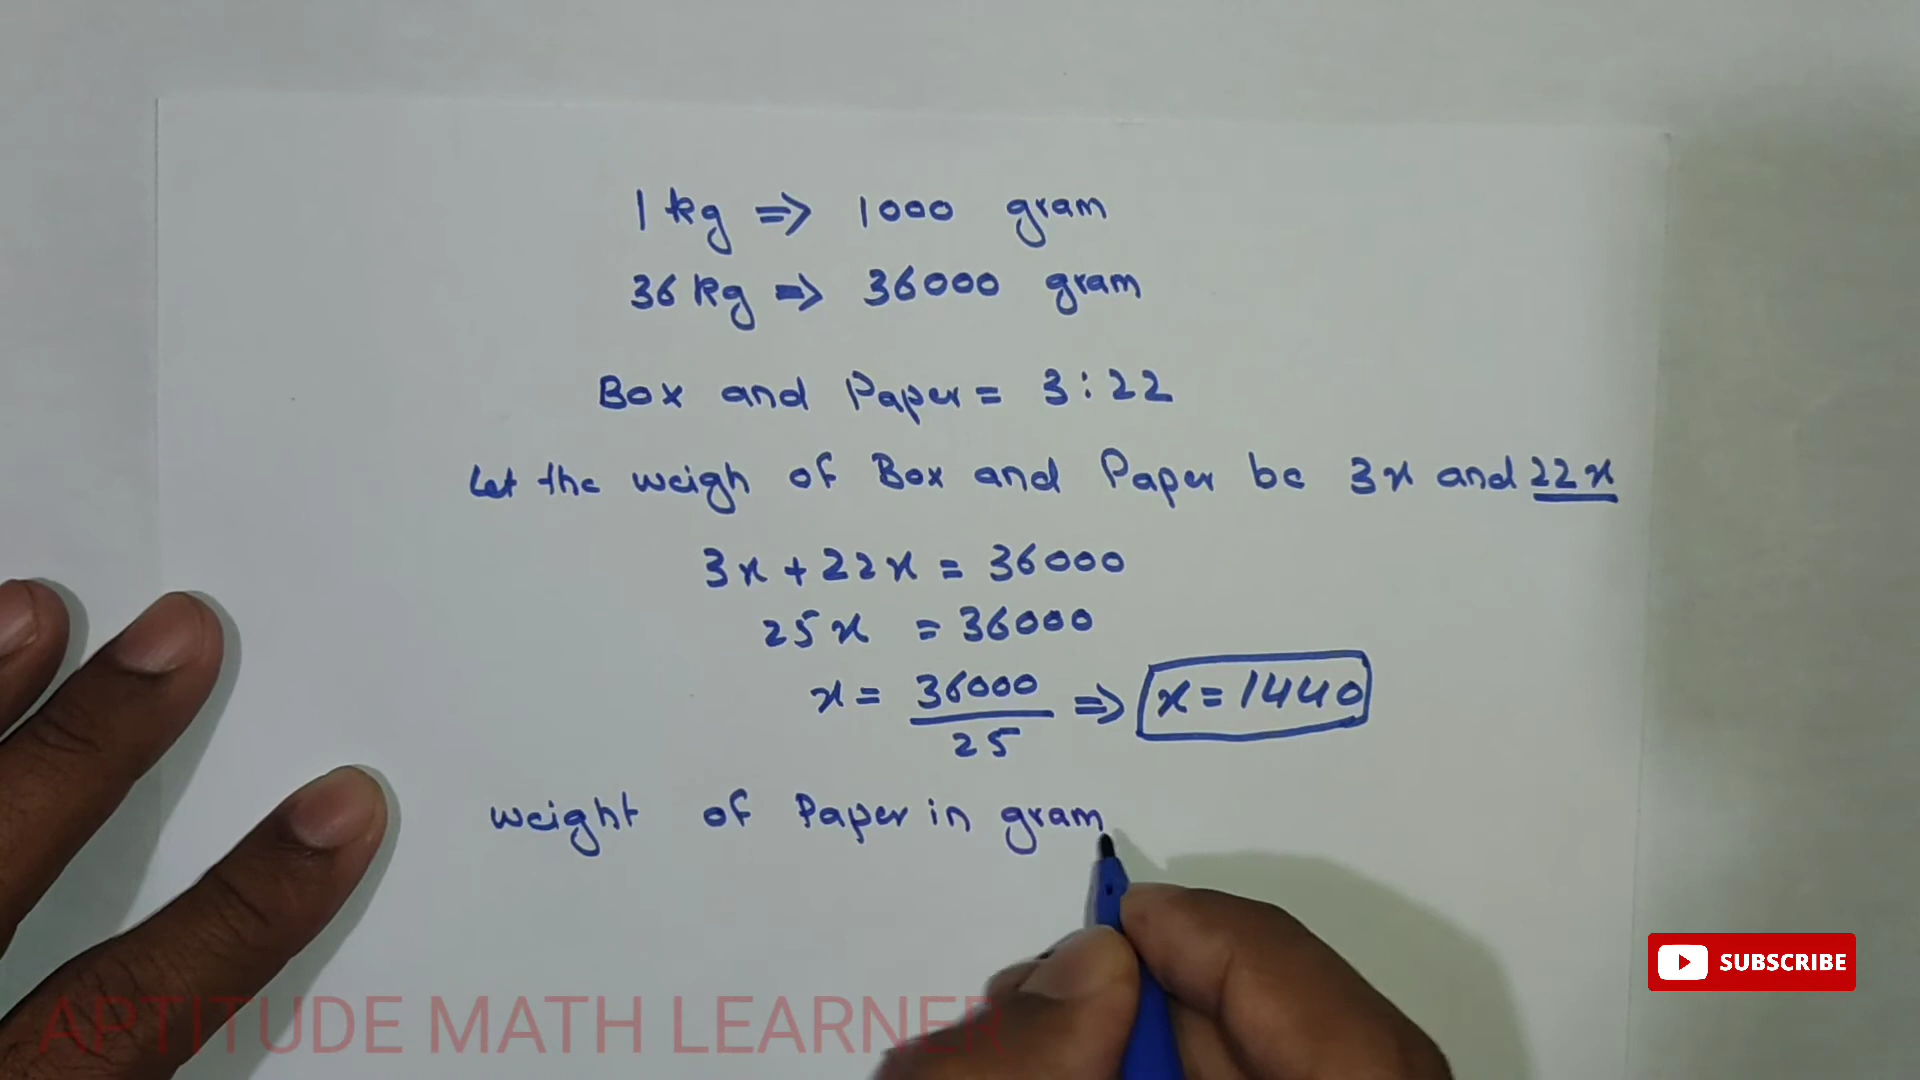 1 kg => 1000 gram
36 kg => 36000 gram
Box and Paper = 3:22
Let the weigh of Box and Paper be 3x and 22x
3x + 22x = 36000
25x = 36000
x = 36000/25 => x = 1440
weight of Paper in gram
SUBSCRIBE
APTITUDE MATH LEARNER